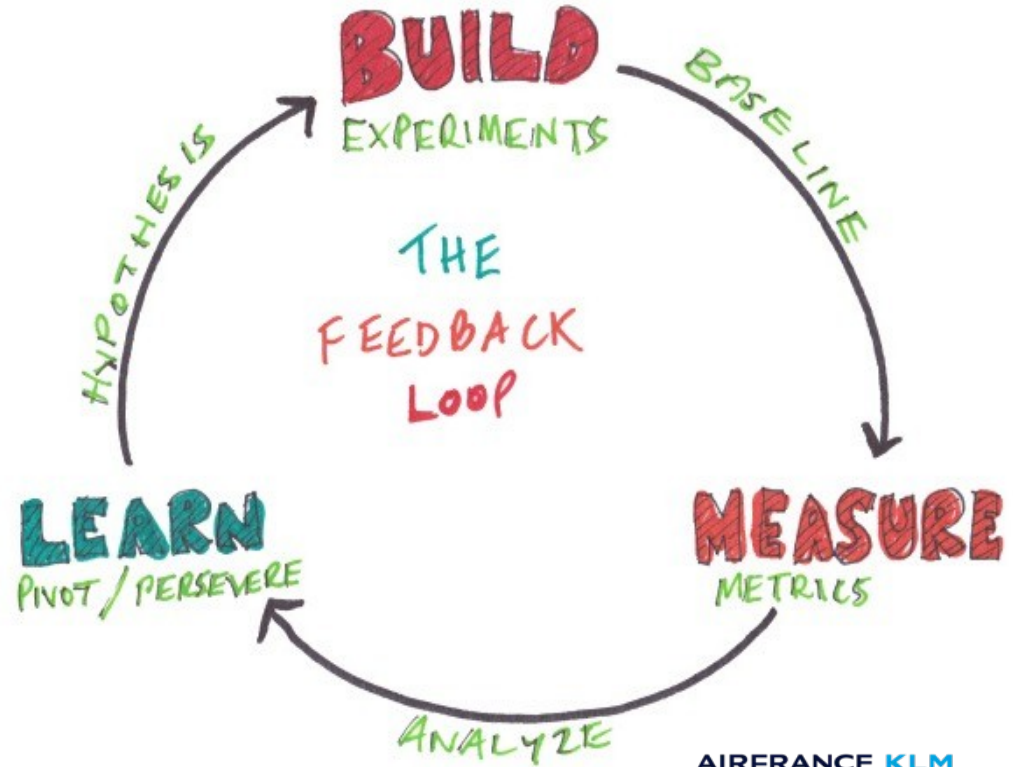 BUILD
EXPERIMENTS
BASELINE
HYPOTHESIS
THE
FEEDBACK
LOOP
LEARN
PIVOT / PERSEVERE
MEASURE
METRICS
ANALYZE
AIRFRANCE KLM